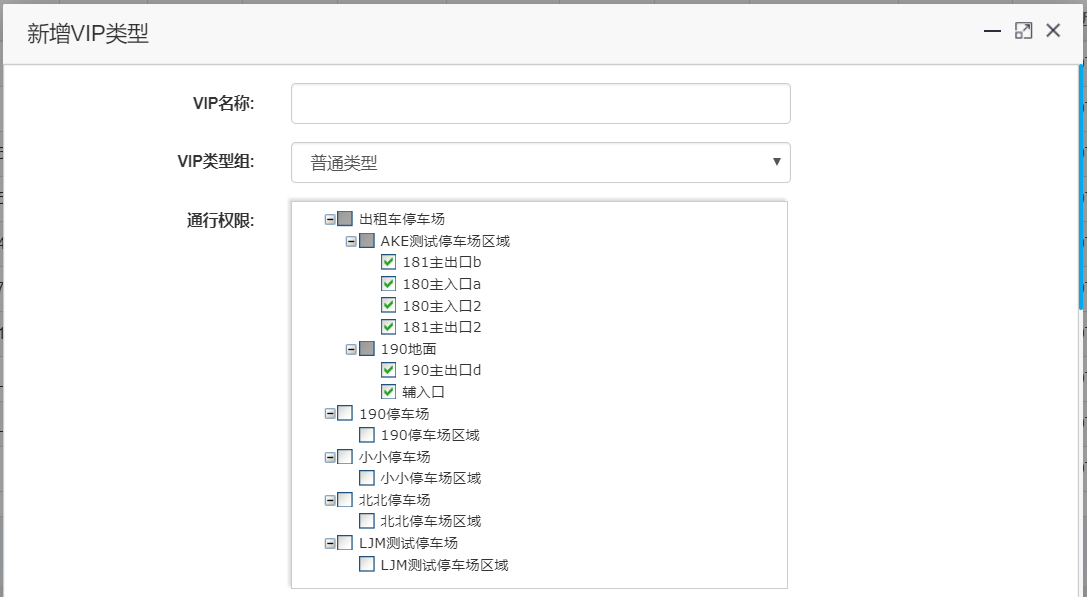 新增VIP类型
VIP名称:
VIP类型组: 普通类型
通行权限:
出租车停车场
AKE测试停车场区域
181主出口b
180主入口a
180主入口2
181主出口2
190地面
190主出口d
辅入口
190停车场
190停车场区域
小小停车场
小小停车场区域
北北停车场
北北停车场区域
LJM测试停车场
LJM测试停车场区域